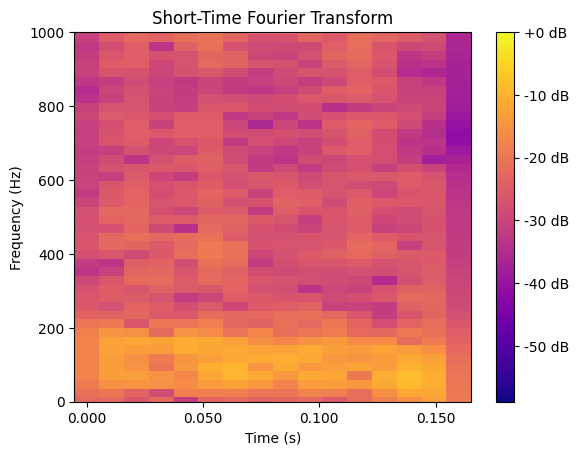 Short-Time Fourier Transform
1000
800
600
400
200
0
Frequency (Hz)
0.000
0.050
0.100
0.150
Time (s)
+0 dB
-10 dB
-20 dB
-30 dB
-40 dB
-50 dB